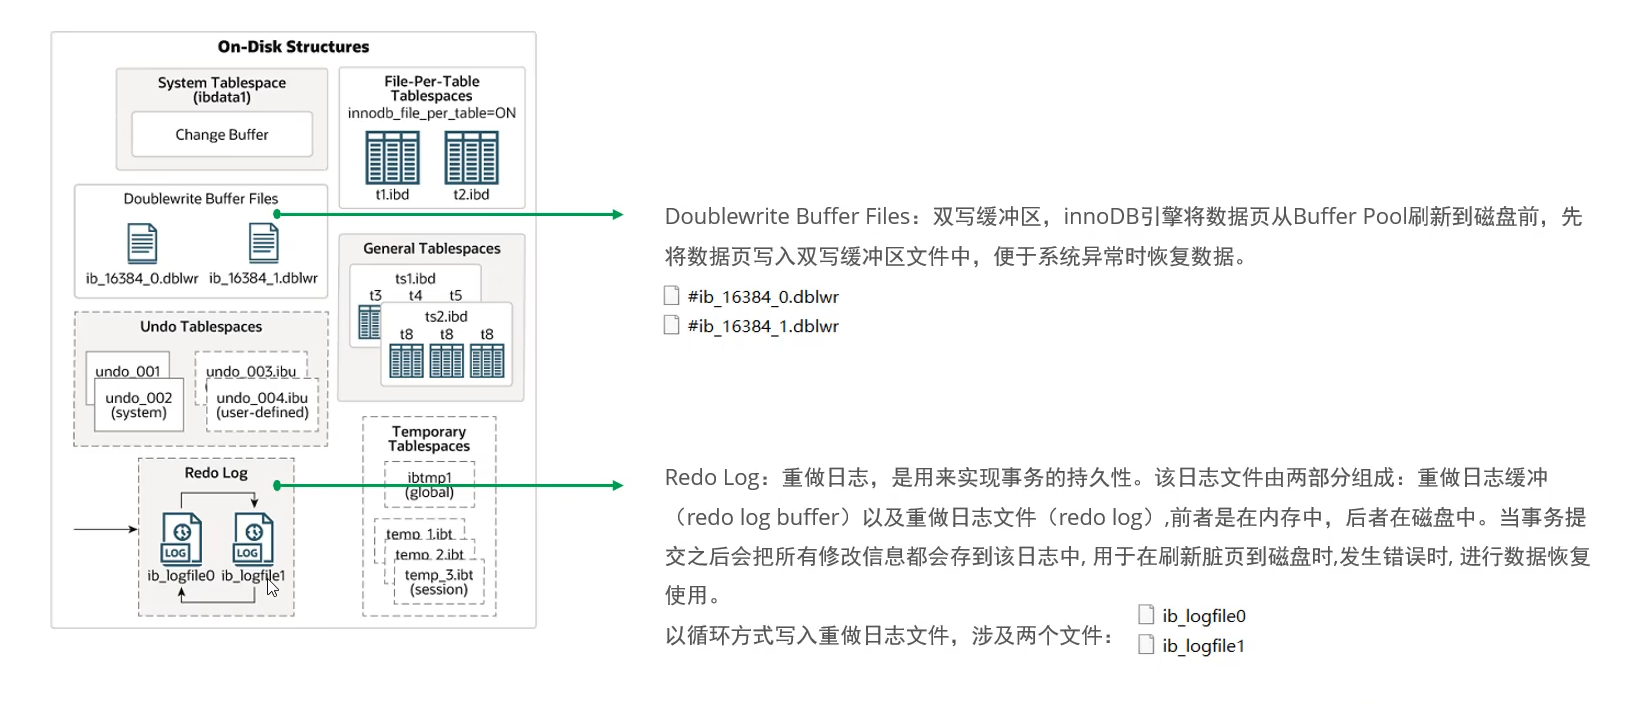 On-Disk Structures
System Tablespace
(ibdata1)
Change Buffer
File-Per-Table
Tablespaces
innodb_file_per_table=ON
t1.ibd
t2.ibd
Doublewrite Buffer Files
ib_16384_0.dblwr
ib_16384_1.dblwr
General Tablespaces
ts1.ibd
t3
t4
t5
ts2.ibd
t8
t8
t8
Undo Tablespaces
undo_001
undo_002
(system)
undo_003.ibu
undo_004.ibu
(user-defined)
Temporary
Tablespaces
ibtmp1
(global)
temp_1.ibt
temp_2.ibt
temp_3.ibt
(session)
Redo Log
LOG
LOG
ib_logfile0
ib_logfile1
Doublewrite Buffer Files：双写缓冲区，innoDB引擎将数据页从Buffer Pool刷新到磁盘前，先
将数据页写入双写缓冲区文件中，便于系统异常时恢复数据。
#ib_16384_0.dblwr
#ib_16384_1.dblwr
Redo Log：重做日志，是用来实现事务的持久性。该日志文件由两部分组成：重做日志缓冲
（redo log buffer）以及重做日志文件（redo log）,前者是在内存中，后者在磁盘中。当事务提
交之后会把所有修改信息都会存到该日志中, 用于在刷新脏页到磁盘时,发生错误时, 进行数据恢复
使用。
以循环方式写入重做日志文件，涉及两个文件：
ib_logfile0
ib_logfile1